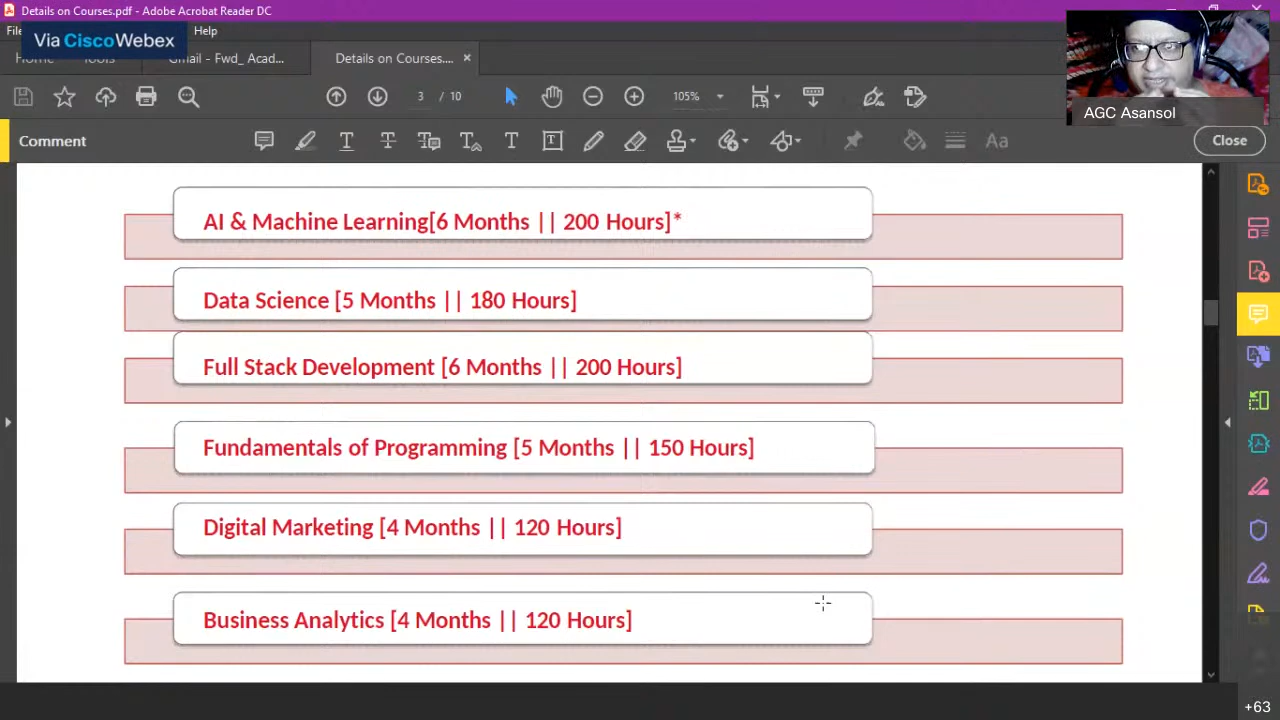 Details on Courses.pdf - Adobe Acrobat Reader DC
Help
Via CiscoWebex
Gmail - Fwd_ Acad...
Details on Courses....
3 / 10
105%
AGC Asansol
Comment
Aa
Close
AI & Machine Learning[6 Months || 200 Hours]*
Data Science [5 Months || 180 Hours]
Full Stack Development [6 Months || 200 Hours]
Fundamentals of Programming [5 Months || 150 Hours]
Digital Marketing [4 Months || 120 Hours]
Business Analytics [4 Months || 120 Hours]
+63